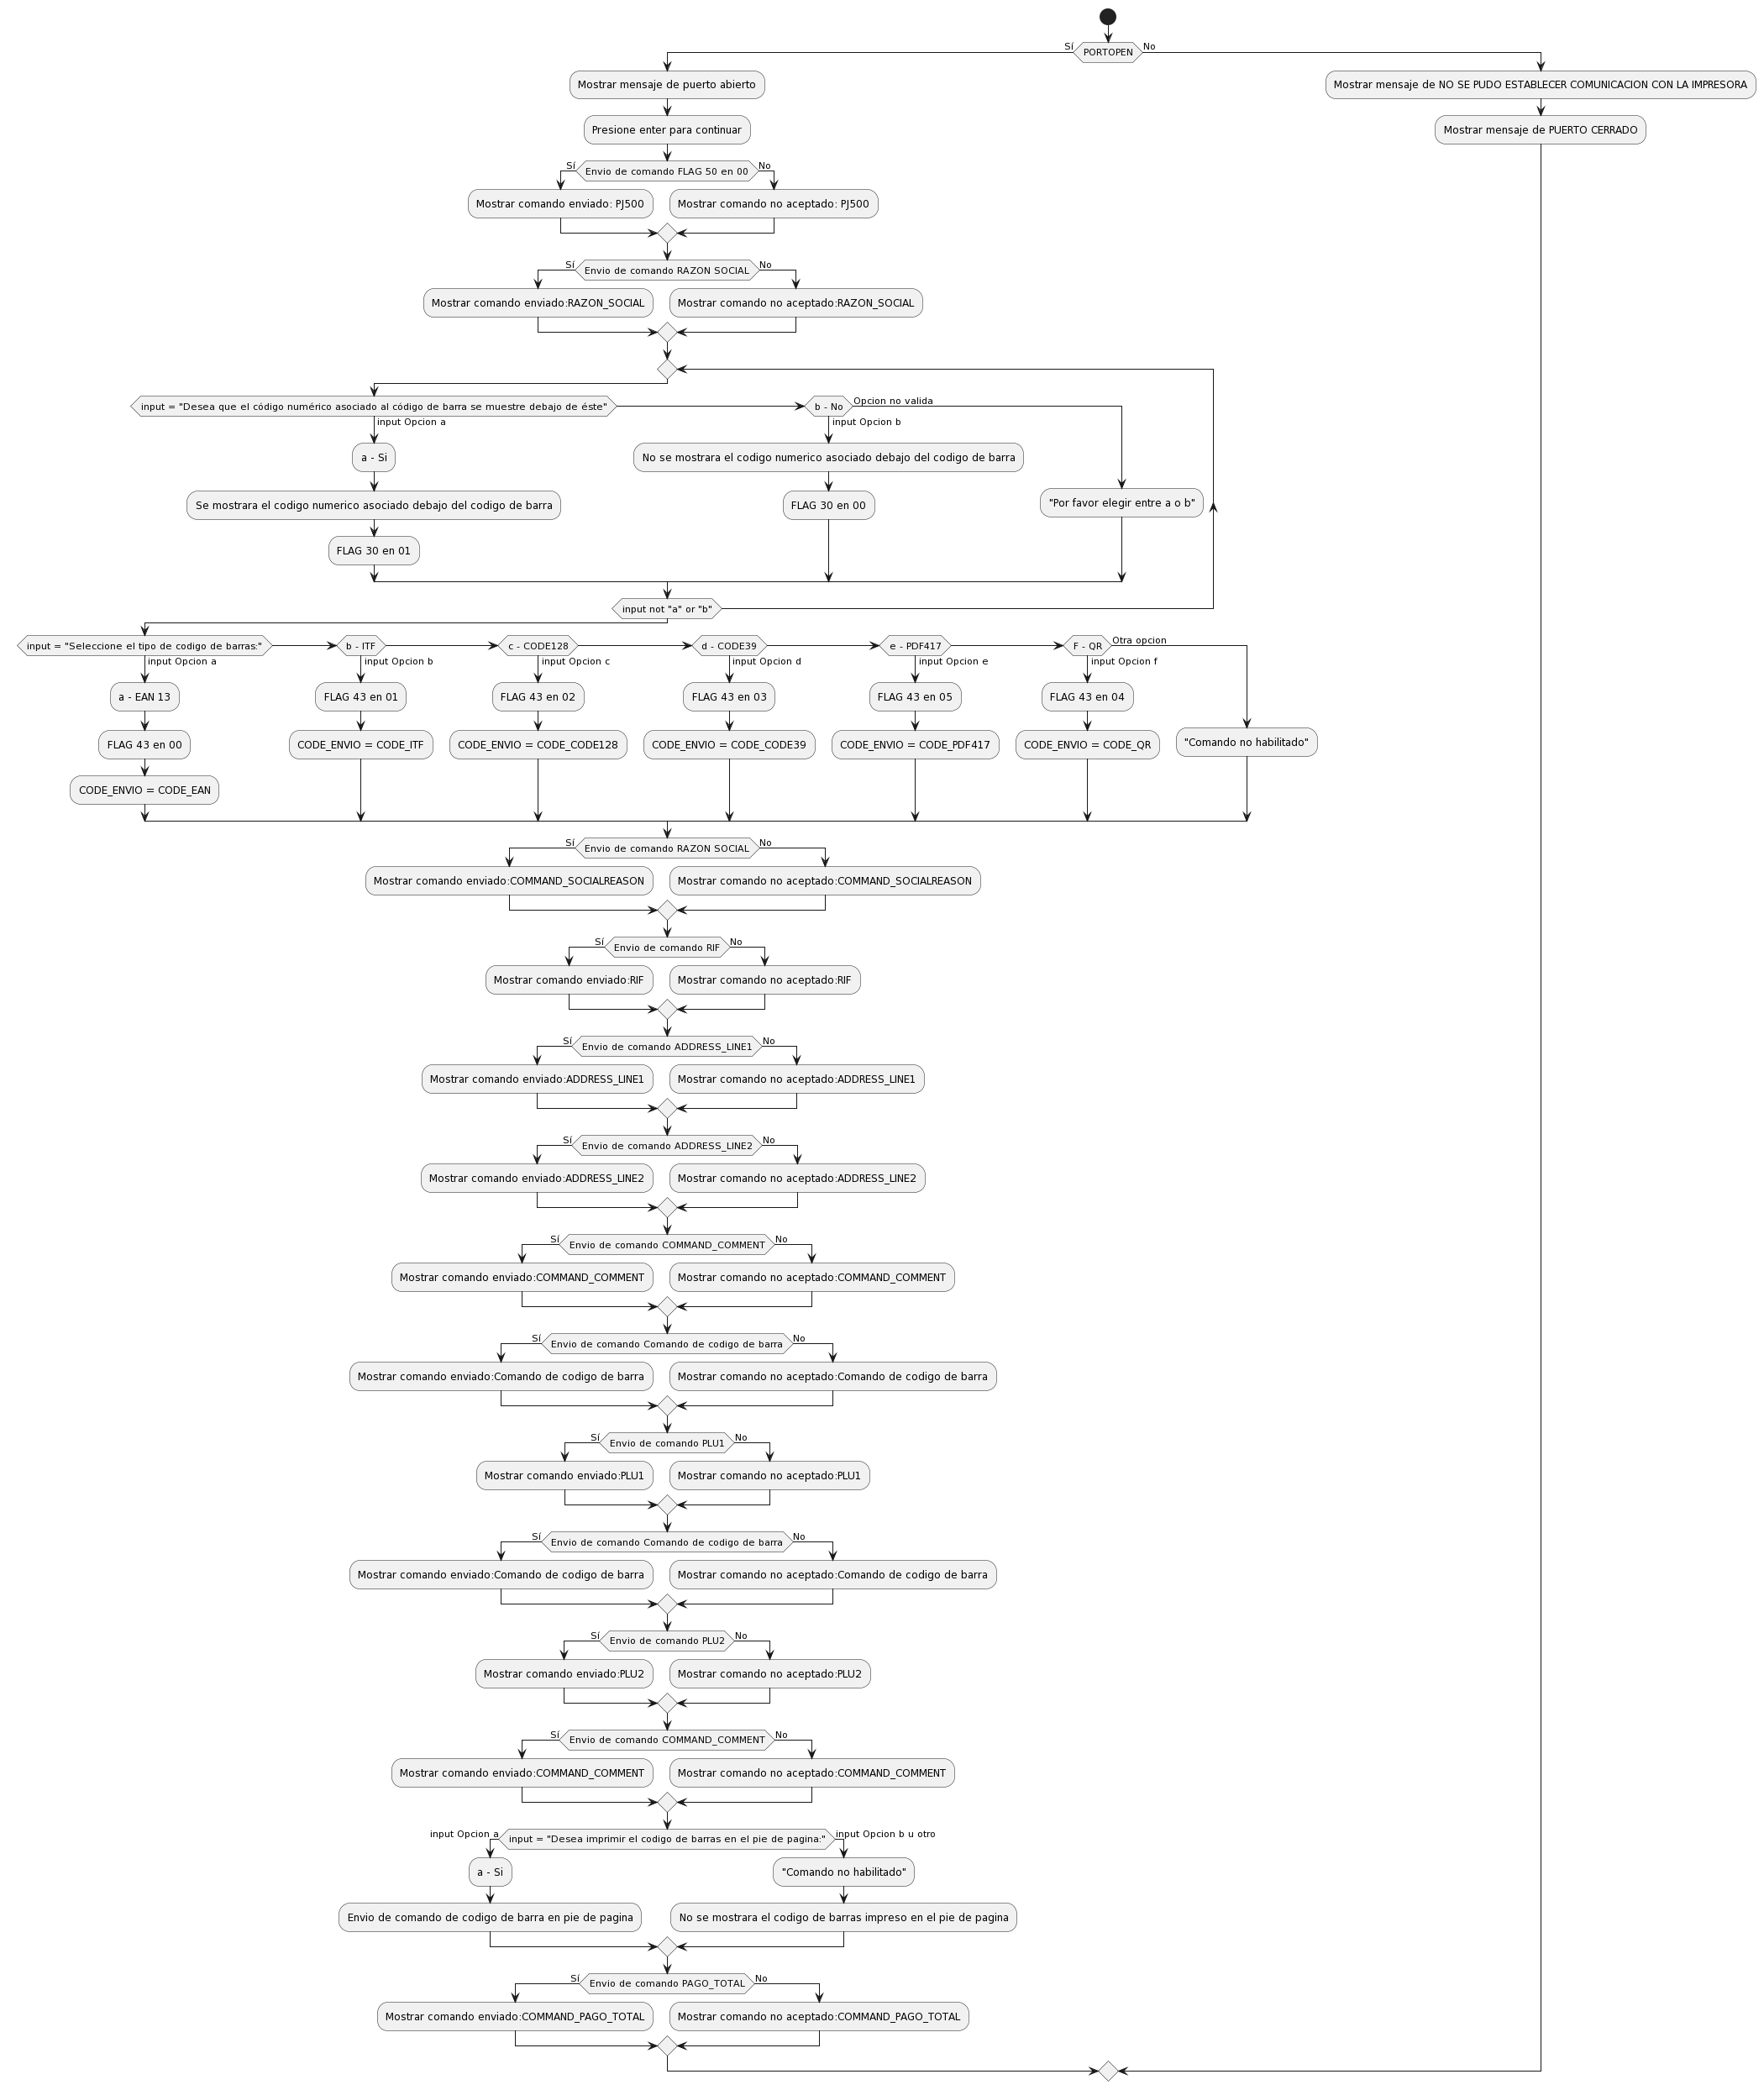 PORTOPEN
Sí
No
Mostrar mensaje de puerto abierto
Mostrar mensaje de NO SE PUDO ESTABLECER COMUNICACION CON LA IMPRESORA
Presione enter para continuar
Mostrar mensaje de PUERTO CERRADO
Envio de comando FLAG 50 en 00
Sí
No
Mostrar comando enviado: PJ500
Mostrar comando no aceptado: PJ500
Envio de comando RAZON SOCIAL
Sí
No
Mostrar comando enviado:RAZON_SOCIAL
Mostrar comando no aceptado:RAZON_SOCIAL
input = "Desea que el código numérico asociado al código de barra se muestre debajo de éste"
input Opcion a
b - No
input Opcion b
Opcion no valida
a - Si
Se mostrara el codigo numerico asociado debajo del codigo de barra
FLAG 30 en 01
No se mostrara el codigo numerico asociado debajo del codigo de barra
FLAG 30 en 00
"Por favor elegir entre a o b"
input not "a" or "b"
input = "Seleccione el tipo de codigo de barras:"
input Opcion a
b - ITF
input Opcion b
c - CODE128
input Opcion c
d - CODE39
input Opcion d
e - PDF417
input Opcion e
F - QR
input Opcion f
Otra opcion
a - EAN 13
FLAG 43 en 00
CODE_ENVIO = CODE_EAN
FLAG 43 en 01
CODE_ENVIO = CODE_ITF
FLAG 43 en 02
CODE_ENVIO = CODE_CODE128
FLAG 43 en 03
CODE_ENVIO = CODE_CODE39
FLAG 43 en 05
CODE_ENVIO = CODE_PDF417
FLAG 43 en 04
CODE_ENVIO = CODE_QR
"Comando no habilitado"
Envio de comando RAZON SOCIAL
Sí
No
Mostrar comando enviado:COMMAND_SOCIALREASON
Mostrar comando no aceptado:COMMAND_SOCIALREASON
Envio de comando RIF
Sí
No
Mostrar comando enviado:RIF
Mostrar comando no aceptado:RIF
Envio de comando ADDRESS_LINE1
Sí
No
Mostrar comando enviado:ADDRESS_LINE1
Mostrar comando no aceptado:ADDRESS_LINE1
Envio de comando ADDRESS_LINE2
Sí
No
Mostrar comando enviado:ADDRESS_LINE2
Mostrar comando no aceptado:ADDRESS_LINE2
Envio de comando COMMAND_COMMENT
Sí
No
Mostrar comando enviado:COMMAND_COMMENT
Mostrar comando no aceptado:COMMAND_COMMENT
Envio de comando Comando de codigo de barra
Sí
No
Mostrar comando enviado:Comando de codigo de barra
Mostrar comando no aceptado:Comando de codigo de barra
Envio de comando PLU1
Sí
No
Mostrar comando enviado:PLU1
Mostrar comando no aceptado:PLU1
Envio de comando Comando de codigo de barra
Sí
No
Mostrar comando enviado:Comando de codigo de barra
Mostrar comando no aceptado:Comando de codigo de barra
Envio de comando PLU2
Sí
No
Mostrar comando enviado:PLU2
Mostrar comando no aceptado:PLU2
Envio de comando COMMAND_COMMENT
Sí
No
Mostrar comando enviado:COMMAND_COMMENT
Mostrar comando no aceptado:COMMAND_COMMENT
input = "Desea imprimir el codigo de barras en el pie de pagina:"
input Opcion a
input Opcion b u otro
a - Si
Envio de comando de codigo de barra en pie de pagina
"Comando no habilitado"
No se mostrara el codigo de barras impreso en el pie de pagina
Envio de comando PAGO_TOTAL
Sí
No
Mostrar comando enviado:COMMAND_PAGO_TOTAL
Mostrar comando no aceptado:COMMAND_PAGO_TOTAL